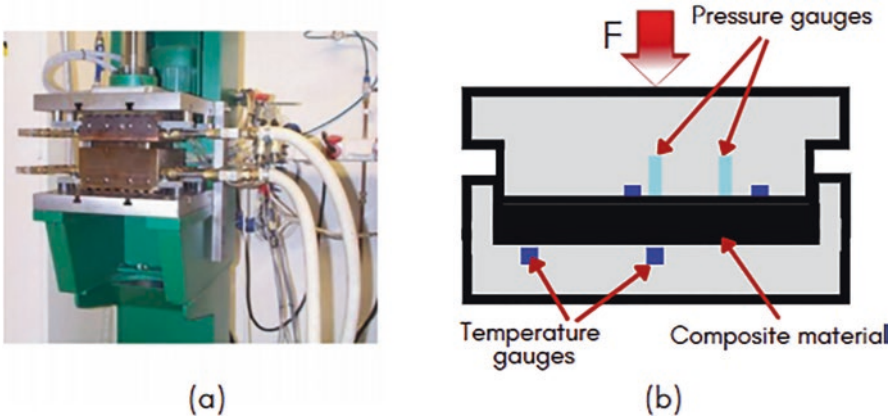 Pressure gauges
F
Temperature
gauges
Composite material
(a)
(b)